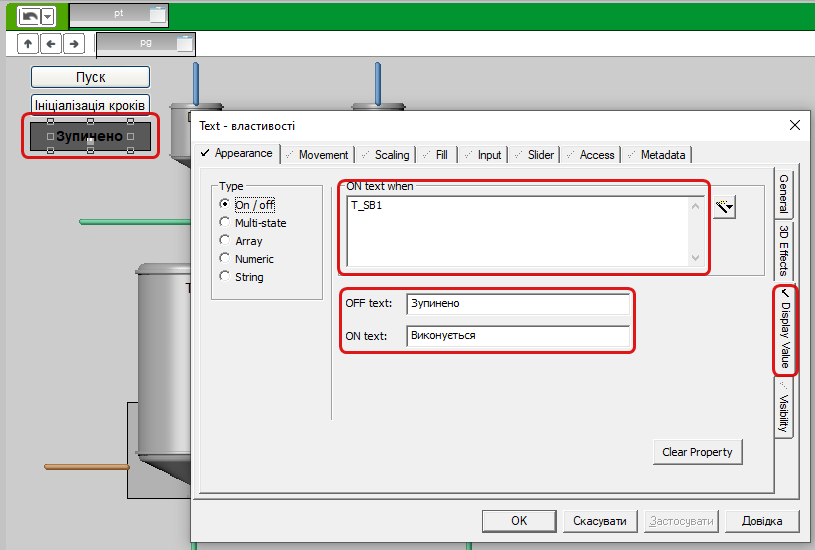 pt
pg
Пуск
Ініціалізація кроків
Зупинено
Text - властивості
Appearance
Movement
Scaling
Fill
Input
Slider
Access
Metadata
Type
On / off
Multi-state
Array
Numeric
String
ON text when
T_SB1
OFF text: Зупинено
ON text: Виконується
General
3D Effects
Display Value
Visibility
Clear Property
OK
Скасувати
Застосувати
Довідка
T